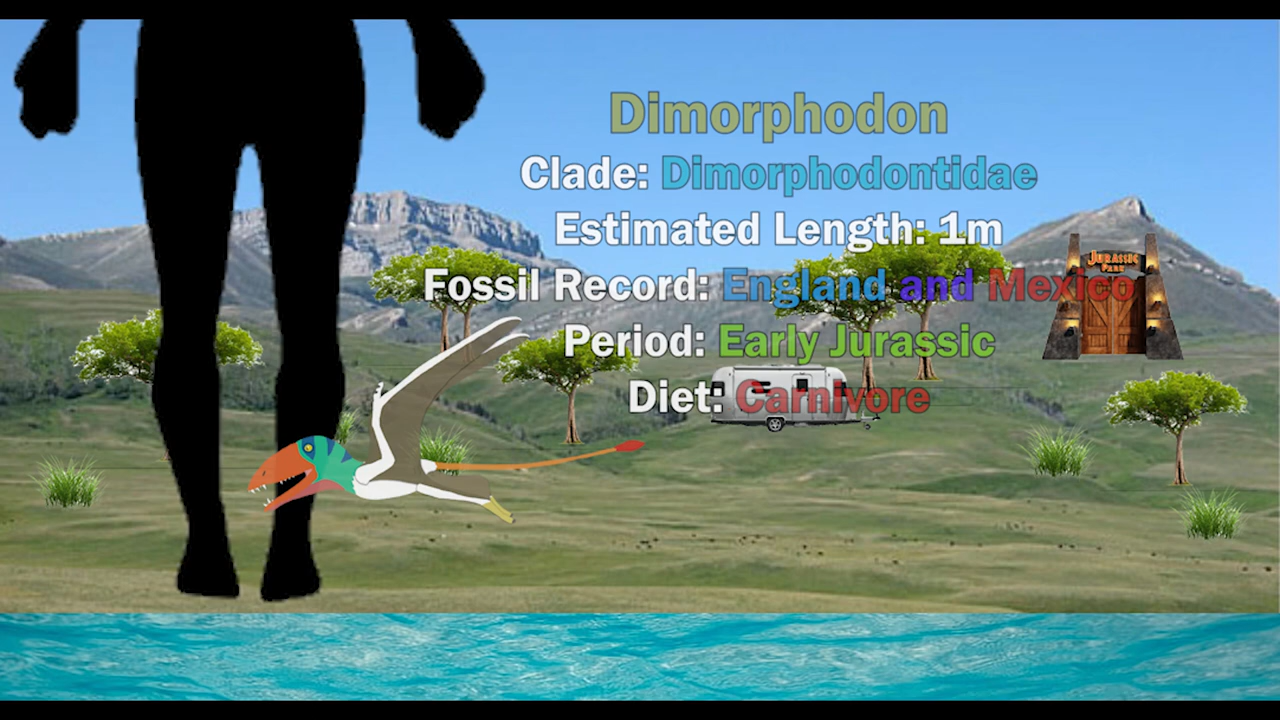 Dimorphodon
Clade: Dimorphodontidae
Estimated Length: 1m
Fossil Record: England and Mexico
Period: Early Jurassic
Diet: Carnivore
JURASSIC
PARK